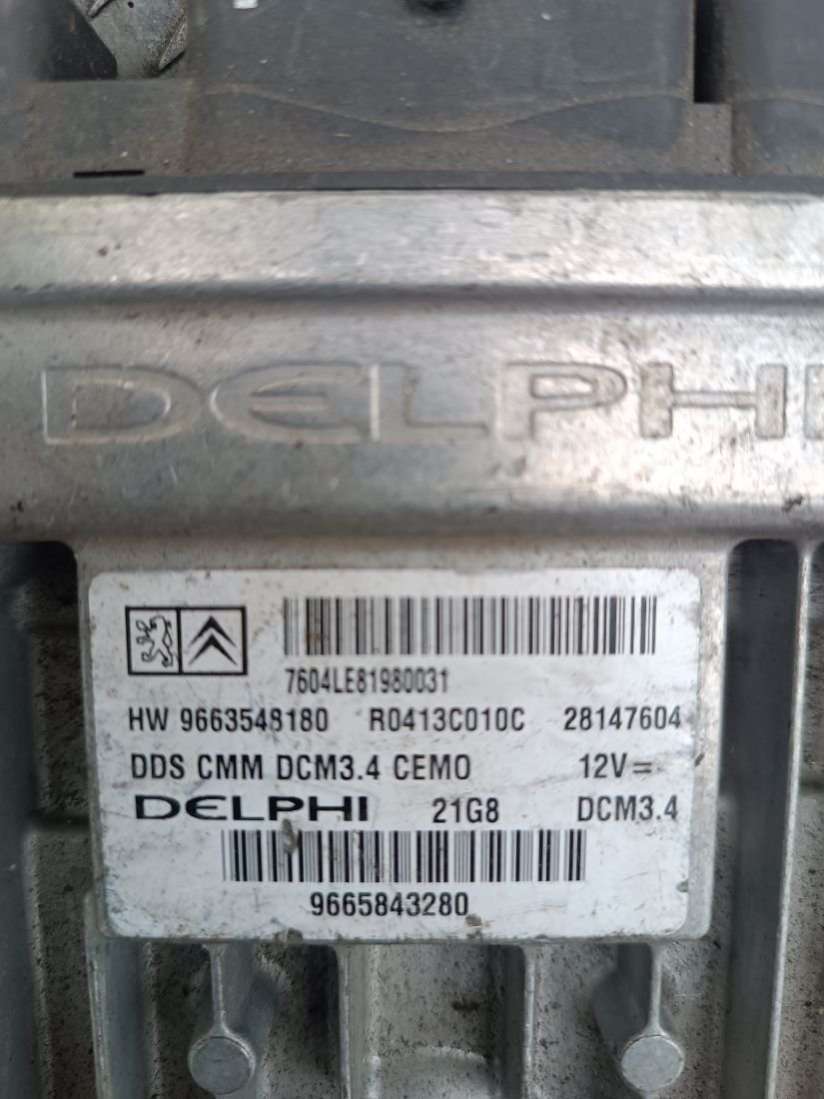 DELPHI
7604LE81980031
HW 9663548180 R0413C010C 28147604
DDS CMM DCM3.4 CEMO 12V=
DELPHI 21G8 DCM3.4
9665843280